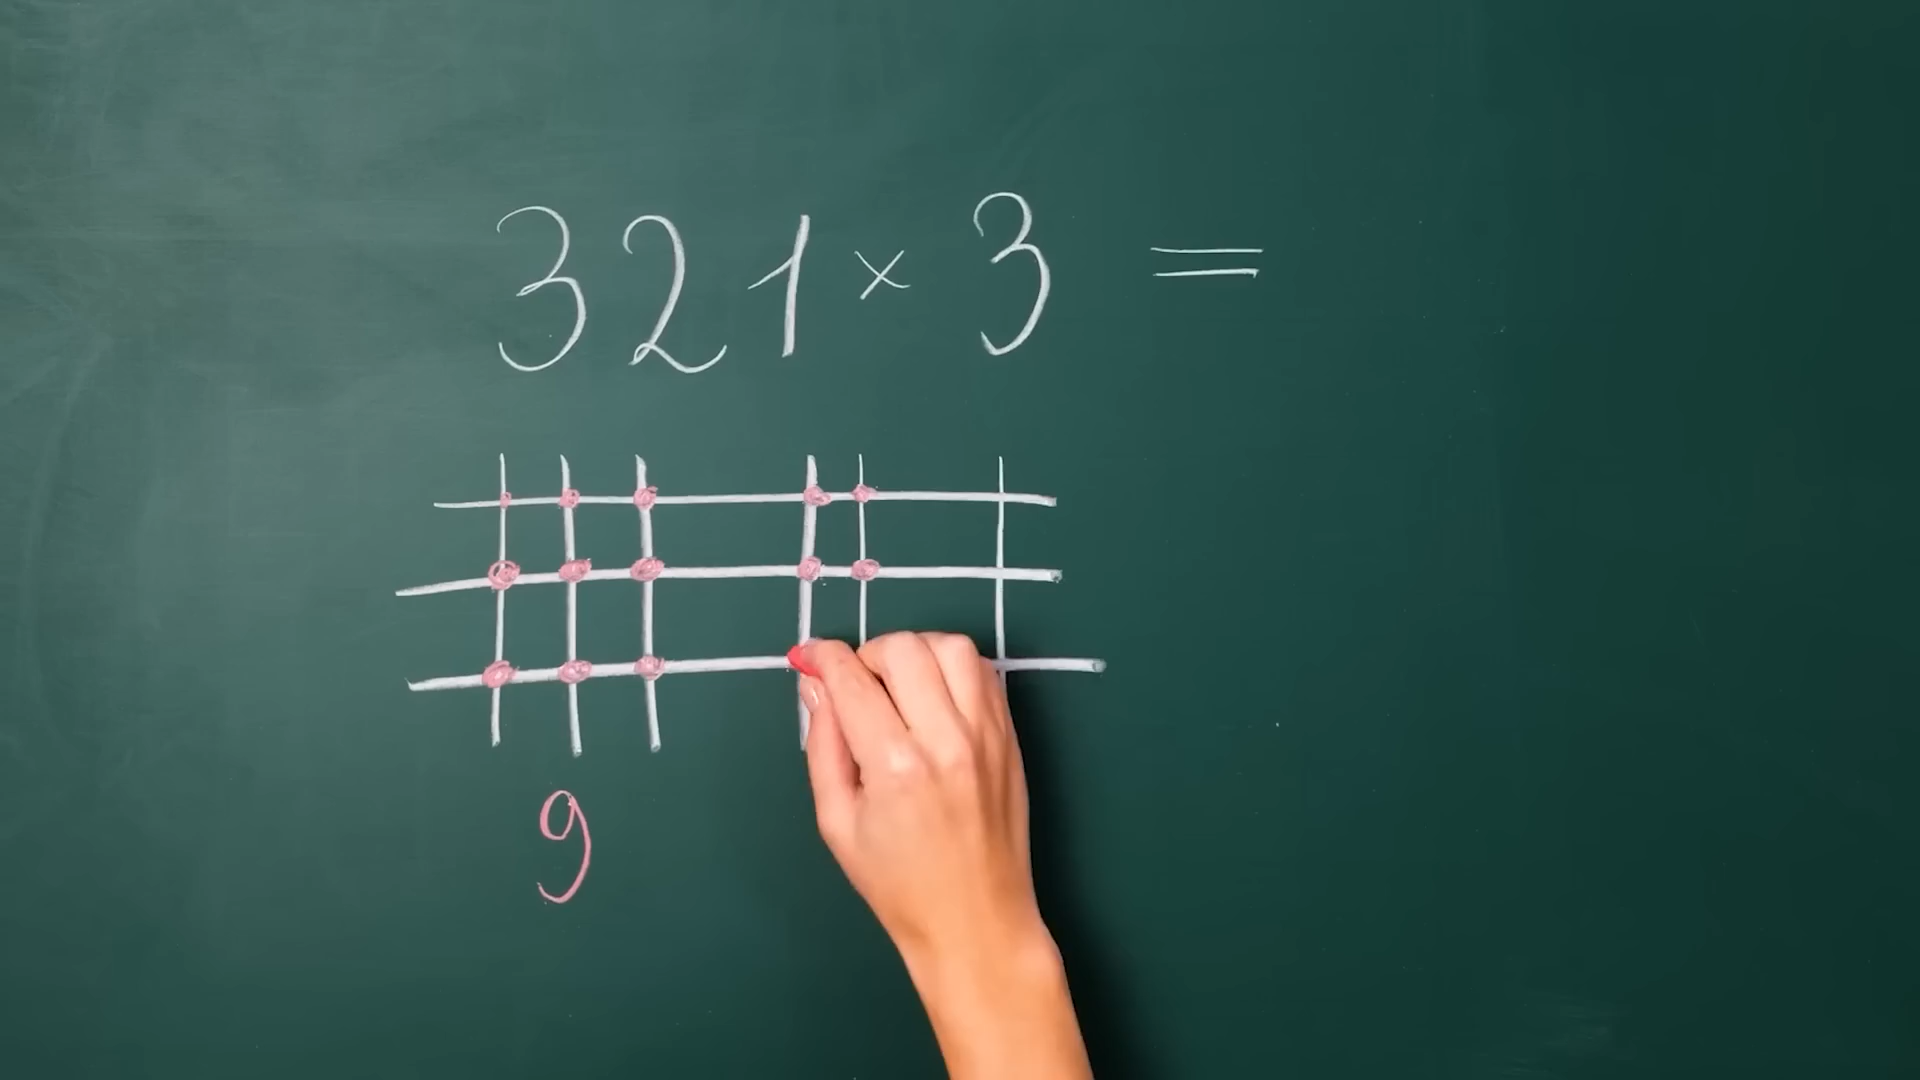 321 × 3 =
9